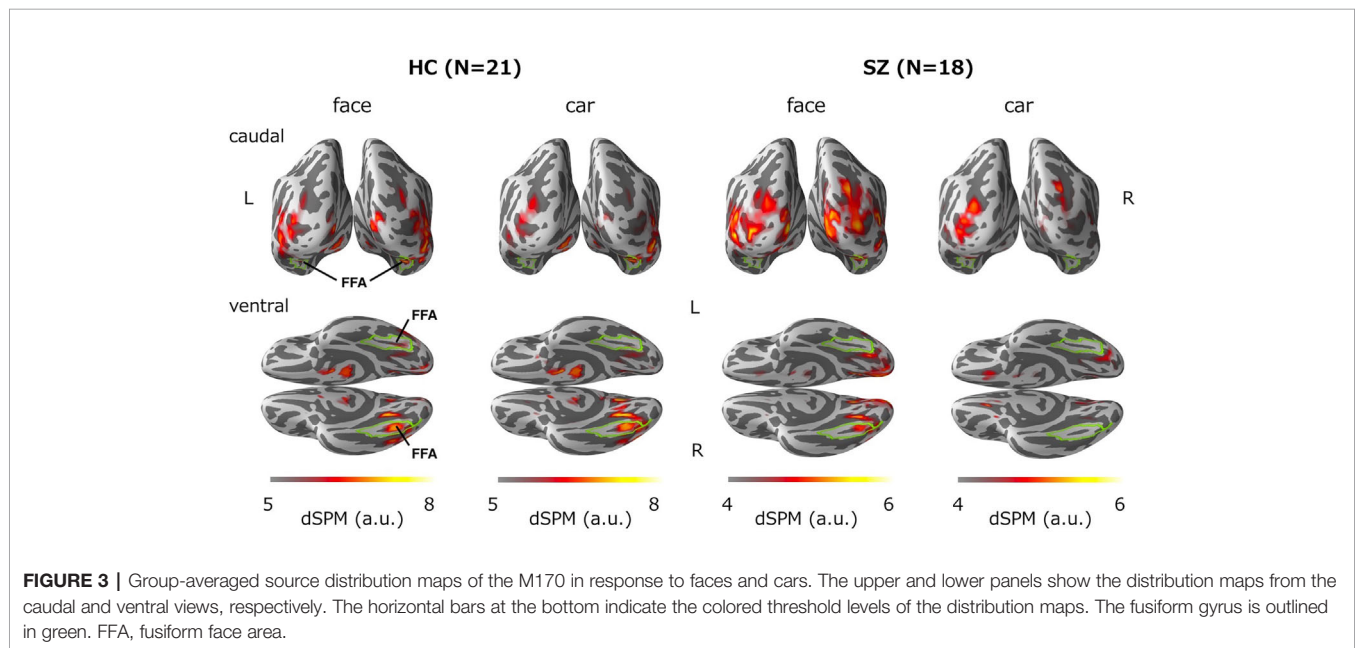 HC (N=21) SZ (N=18)
face car face car
caudal
L R
FFA
ventral L
FFA
FFA
R
5 8 5 8 4 6 4 6
dSPM (a.u.) dSPM (a.u.) dSPM (a.u.) dSPM (a.u.)
FIGURE 3 | Group-averaged source distribution maps of the M170 in response to faces and cars. The upper and lower panels show the distribution maps from the
caudal and ventral views, respectively. The horizontal bars at the bottom indicate the colored threshold levels of the distribution maps. The fusiform gyrus is outlined
in green. FFA, fusiform face area.